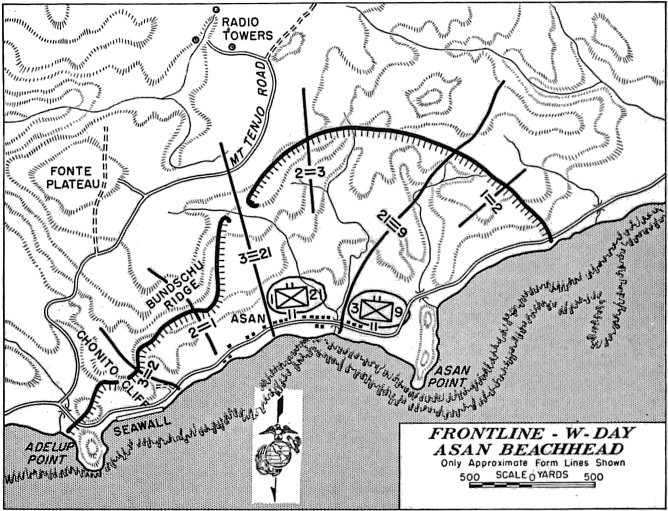 RADIO
TOWERS
MT TENJO ROAD
FONTE
PLATEAU
2=3
1=2
21≡9
3≡21
BUNDSCHU
RIDGE
2=1
1 21
3 9
ASAN
CHONITO CLIFF
3=2
ASAN
POINT
SEAWALL
ADELUP
POINT
FRONTLINE - W-DAY
ASAN BEACHHEAD
Only Approximate Form Lines Shown
500 SCALE 0 YARDS 500